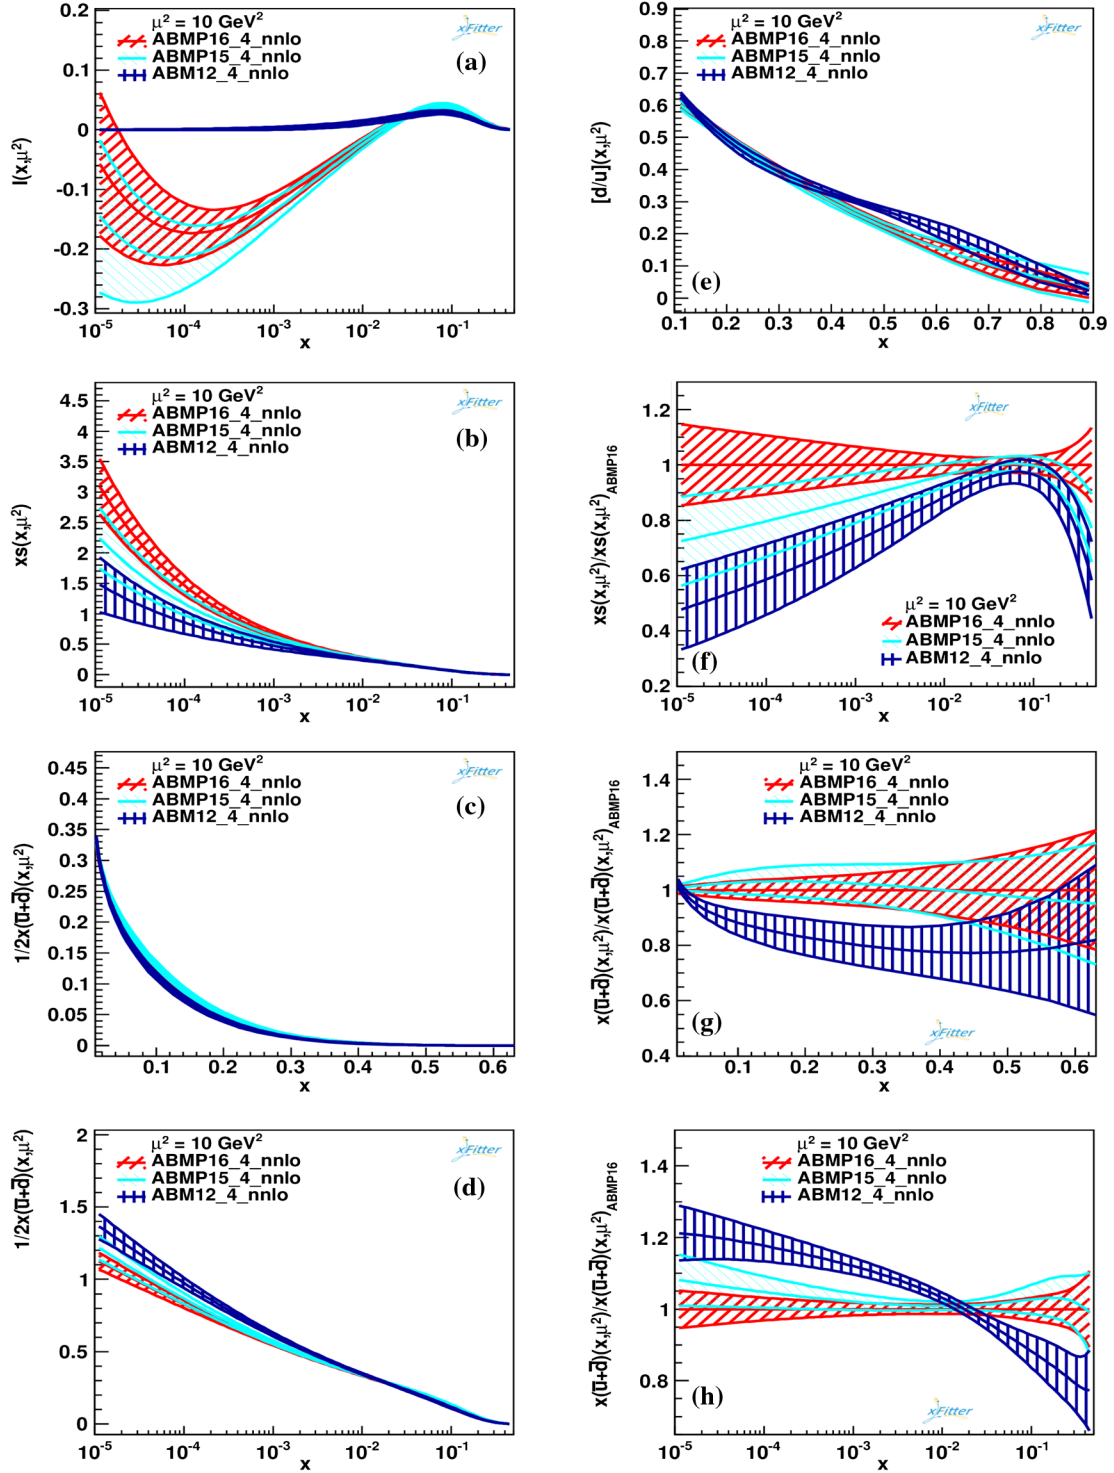 0.2
0.1
0
-0.1
-0.2
-0.3
I(x,μ²)
μ² = 10 GeV²
ABMP16_4_nnlo
ABMP15_4_nnlo
ABM12_4_nnlo
xFitter
(a)
10⁻⁵ 10⁻⁴ 10⁻³ 10⁻² 10⁻¹
x
0.9
0.8
0.7
0.6
0.5
0.4
0.3
0.2
0.1
0
[d/u](x,μ²)
μ² = 10 GeV²
ABMP16_4_nnlo
ABMP15_4_nnlo
ABM12_4_nnlo
xFitter
(e)
0.1 0.2 0.3 0.4 0.5 0.6 0.7 0.8 0.9
x
4.5
4
3.5
3
2.5
2
1.5
1
0.5
0
xs(x,μ²)
μ² = 10 GeV²
ABMP16_4_nnlo
ABMP15_4_nnlo
ABM12_4_nnlo
xFitter
(b)
10⁻⁵ 10⁻⁴ 10⁻³ 10⁻² 10⁻¹
x
1.2
1
0.8
0.6
0.4
0.2
xs(x,μ²)/xs(x,μ²)ABMP16
xFitter
μ² = 10 GeV²
ABMP16_4_nnlo
ABMP15_4_nnlo
ABM12_4_nnlo
(f)
10⁻⁵ 10⁻⁴ 10⁻³ 10⁻² 10⁻¹
x
0.45
0.4
0.35
0.3
0.25
0.2
0.15
0.1
0.05
0
1/2x(u̅+d̅)(x,μ²)
μ² = 10 GeV²
ABMP16_4_nnlo
ABMP15_4_nnlo
ABM12_4_nnlo
xFitter
(c)
0.1 0.2 0.3 0.4 0.5 0.6
x
1.4
1.2
1
0.8
0.6
0.4
x(u̅+d̅)(x,μ²)/x(u̅+d̅)(x,μ²)ABMP16
μ² = 10 GeV²
ABMP16_4_nnlo
ABMP15_4_nnlo
ABM12_4_nnlo
(g)
xFitter
0.1 0.2 0.3 0.4 0.5 0.6
x
2
1.5
1
0.5
0
1/2x(u̅+d̅)(x,μ²)
μ² = 10 GeV²
ABMP16_4_nnlo
ABMP15_4_nnlo
ABM12_4_nnlo
xFitter
(d)
10⁻⁵ 10⁻⁴ 10⁻³ 10⁻² 10⁻¹
x
1.4
1.2
1
0.8
x(u̅+d̅)(x,μ²)/x(u̅+d̅)(x,μ²)ABMP16
μ² = 10 GeV²
ABMP16_4_nnlo
ABMP15_4_nnlo
ABM12_4_nnlo
xFitter
(h)
10⁻⁵ 10⁻⁴ 10⁻³ 10⁻² 10⁻¹
x